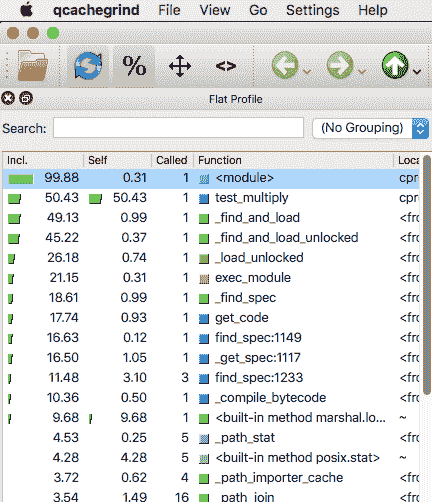 qcachegrind File View Go Settings Help
% <>
Flat Profile
Search: (No Grouping)
Incl. Self Called Function Loca
99.88 0.31 1 <module> cpr
50.43 50.43 1 test_multiply cpr
49.13 0.99 1 _find_and_load <fro
45.22 0.37 1 _find_and_load_unlocked <fro
26.18 0.74 1 _load_unlocked <fro
21.15 0.31 1 exec_module <fro
18.61 0.99 1 _find_spec <fro
17.74 0.93 1 get_code <fro
16.63 0.12 1 find_spec:1149 <fro
16.50 1.05 1 _get_spec:1117 <fro
11.48 3.10 3 find_spec:1233 <fro
10.36 0.50 1 _compile_bytecode <fro
9.68 9.68 1 <built-in method marshal.lo... ~
4.53 0.25 5 _path_stat <fro
4.28 4.28 5 <built-in method posix.stat> ~
3.72 0.62 4 _path_importer_cache <fro
3.54 1.49 16 _path_join <fro